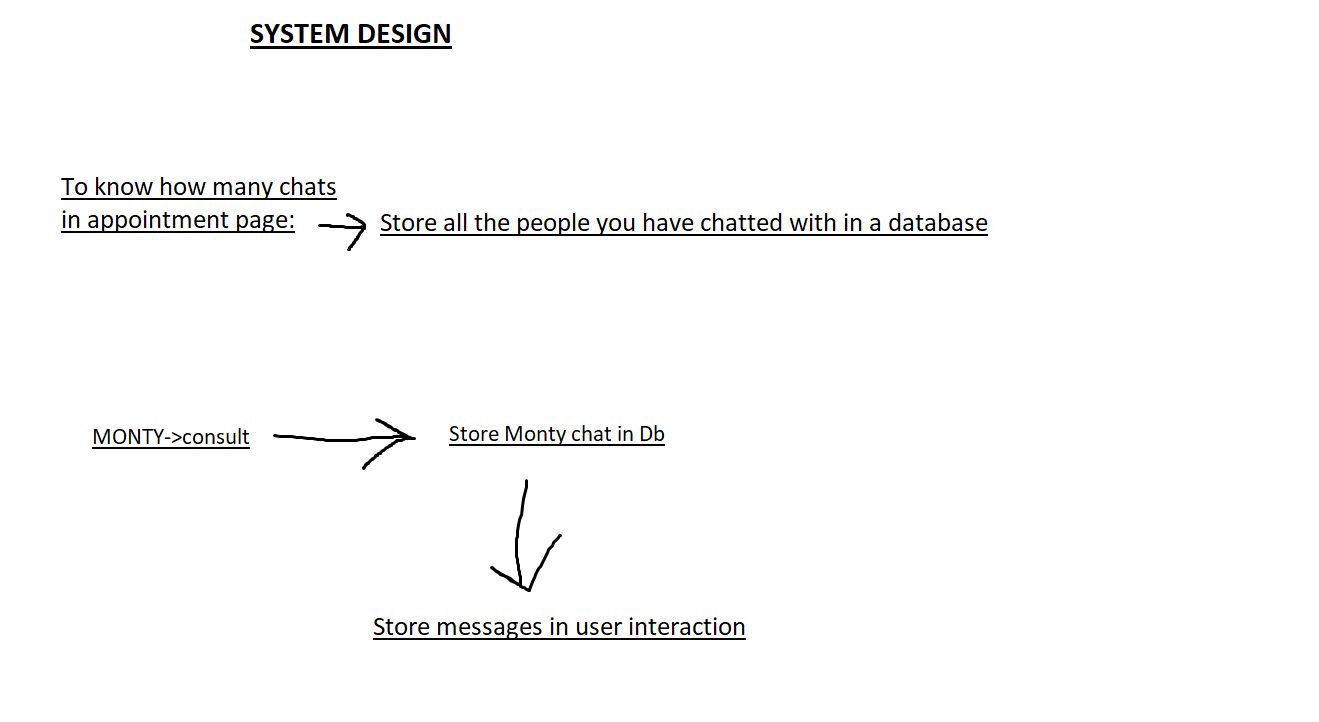 SYSTEM DESIGN
To know how many chats
in appointment page:
Store all the people you have chatted with in a database
MONTY->consult
Store Monty chat in Db
Store messages in user interaction